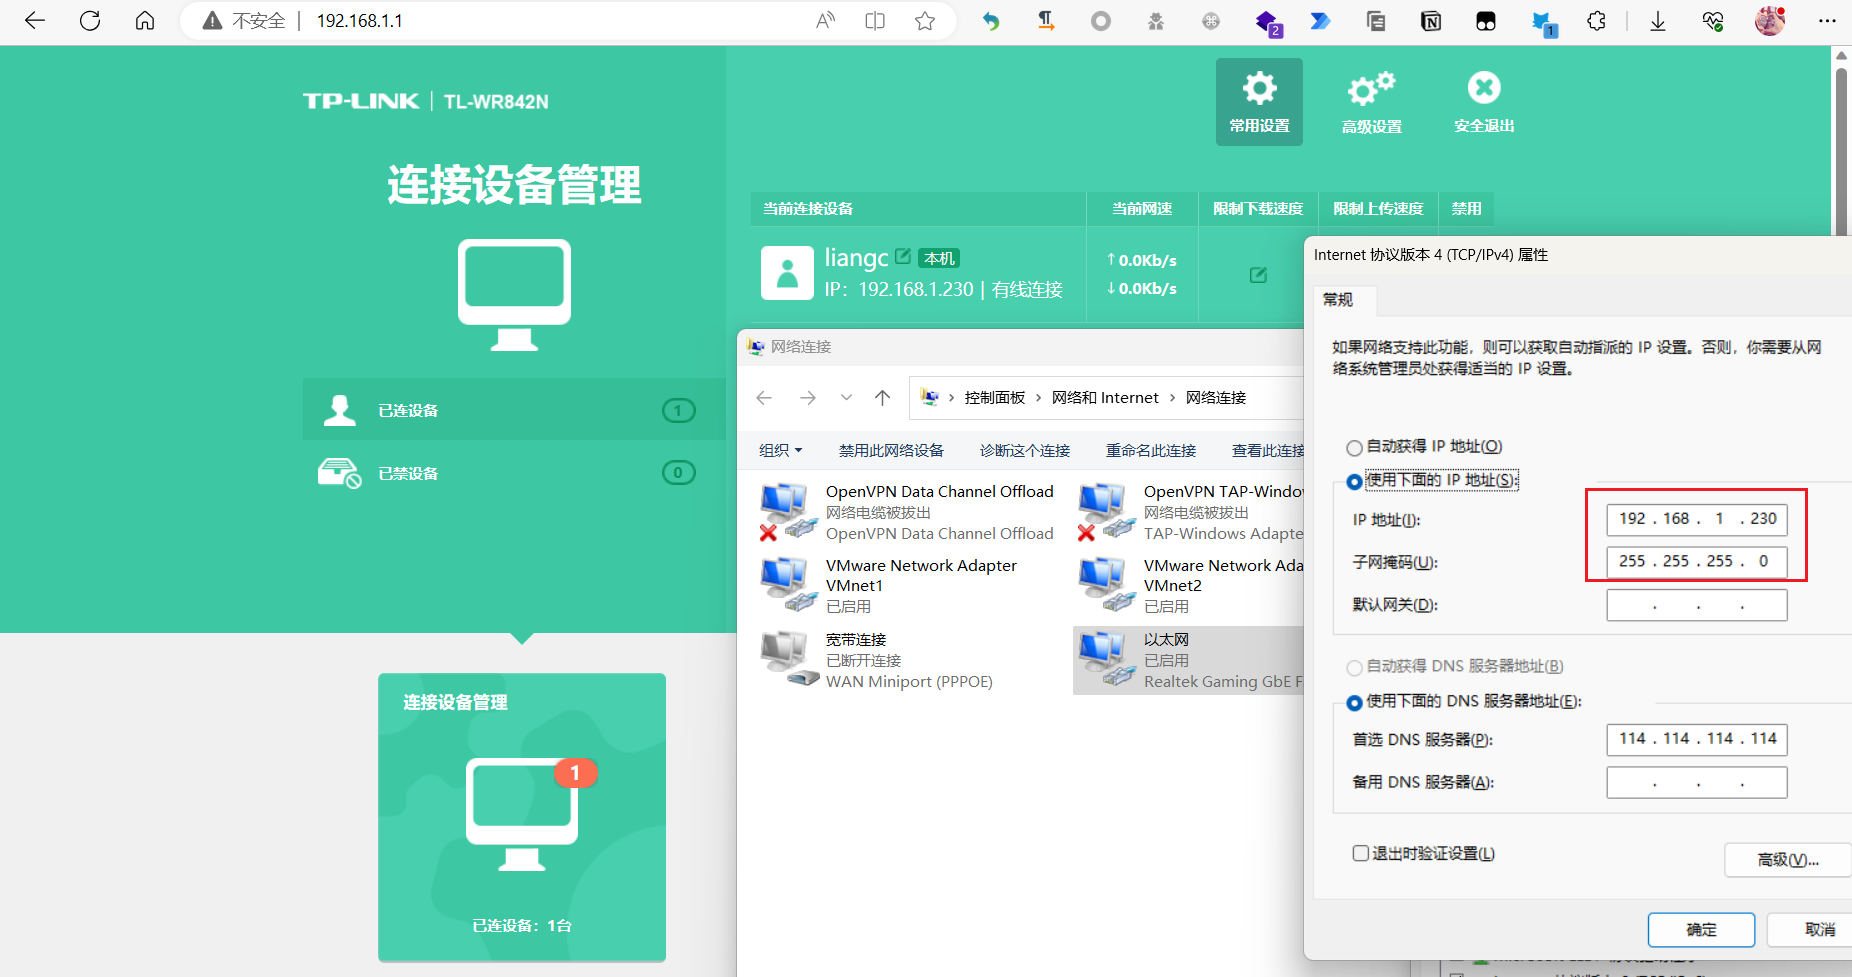 不安全 | 192.168.1.1
2
1
TP-LINK | TL-WR842N
常用设置
高级设置
安全退出
连接设备管理
已连设备
1
已禁设备
0
当前连接设备
当前网速
限制下载速度
限制上传速度
禁用
liangc 本机
IP：192.168.1.230 | 有线连接
↑ 0.0Kb/s
↓ 0.0Kb/s
连接设备管理
1
已连设备：1台
网络连接
控制面板 › 网络和 Internet › 网络连接
组织
禁用此网络设备
诊断这个连接
重命名此连接
查看此连接
OpenVPN Data Channel Offload
网络电缆被拔出
OpenVPN Data Channel Offload
OpenVPN TAP-Windo
网络电缆被拔出
TAP-Windows Adapte
VMware Network Adapter
VMnet1
已启用
VMware Network Ada
VMnet2
已启用
宽带连接
已断开连接
WAN Miniport (PPPOE)
以太网
已启用
Realtek Gaming GbE F
Internet 协议版本 4 (TCP/IPv4) 属性
常规
如果网络支持此功能，则可以获取自动指派的 IP 设置。否则，你需要从网
络系统管理员处获得适当的 IP 设置。
自动获得 IP 地址(O)
使用下面的 IP 地址(S):
IP 地址(I):
192 . 168 . 1 . 230
子网掩码(U):
255 . 255 . 255 . 0
默认网关(D):
. . .
自动获得 DNS 服务器地址(B)
使用下面的 DNS 服务器地址(E):
首选 DNS 服务器(P):
114 . 114 . 114 . 114
备用 DNS 服务器(A):
. . .
退出时验证设置(L)
高级(V)...
确定
取消